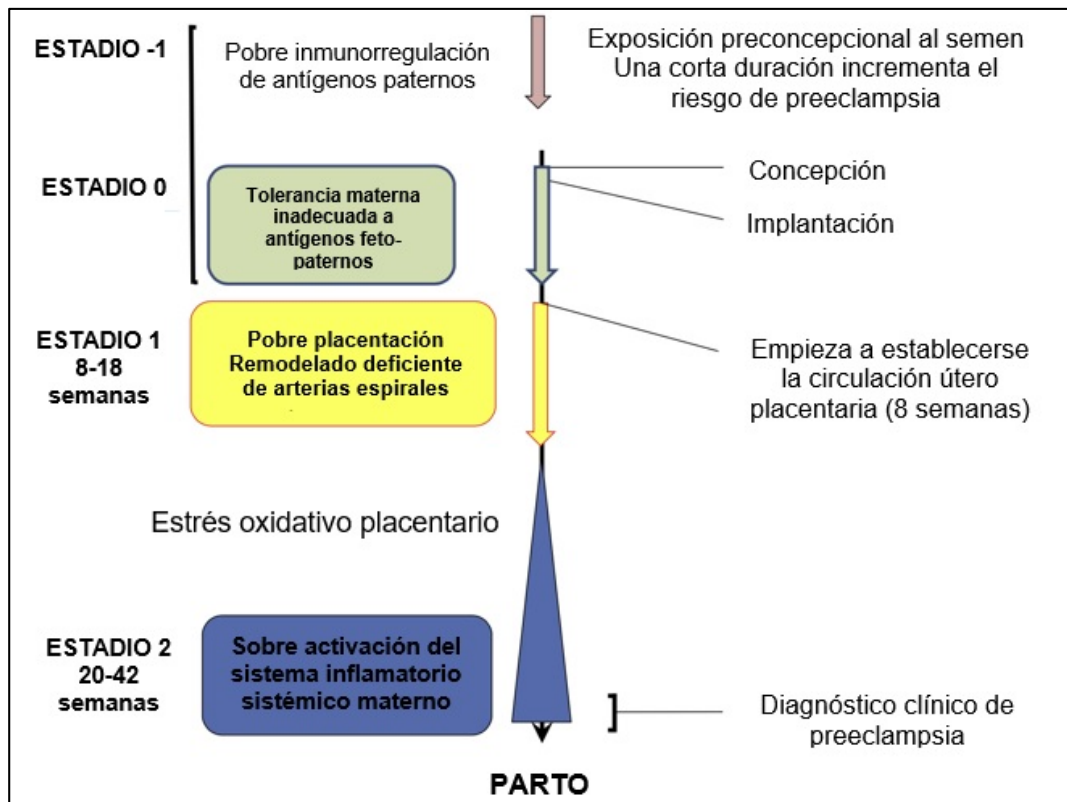 ESTADIO -1
Pobre inmunorregulación
de antígenos paternos
Exposición preconcepcional al semen
Una corta duración incrementa el
riesgo de preeclampsia
ESTADIO 0
Tolerancia materna
inadecuada a
antígenos feto-
paternos
Concepción
Implantación
ESTADIO 1
8-18
semanas
Pobre placentación
Remodelado deficiente
de arterias espirales
Empieza a establecerse
la circulación útero
placentaria (8 semanas)
Estrés oxidativo placentario
ESTADIO 2
20-42
semanas
Sobre activación del
sistema inflamatorio
sistémico materno
Diagnóstico clínico de
preeclampsia
PARTO